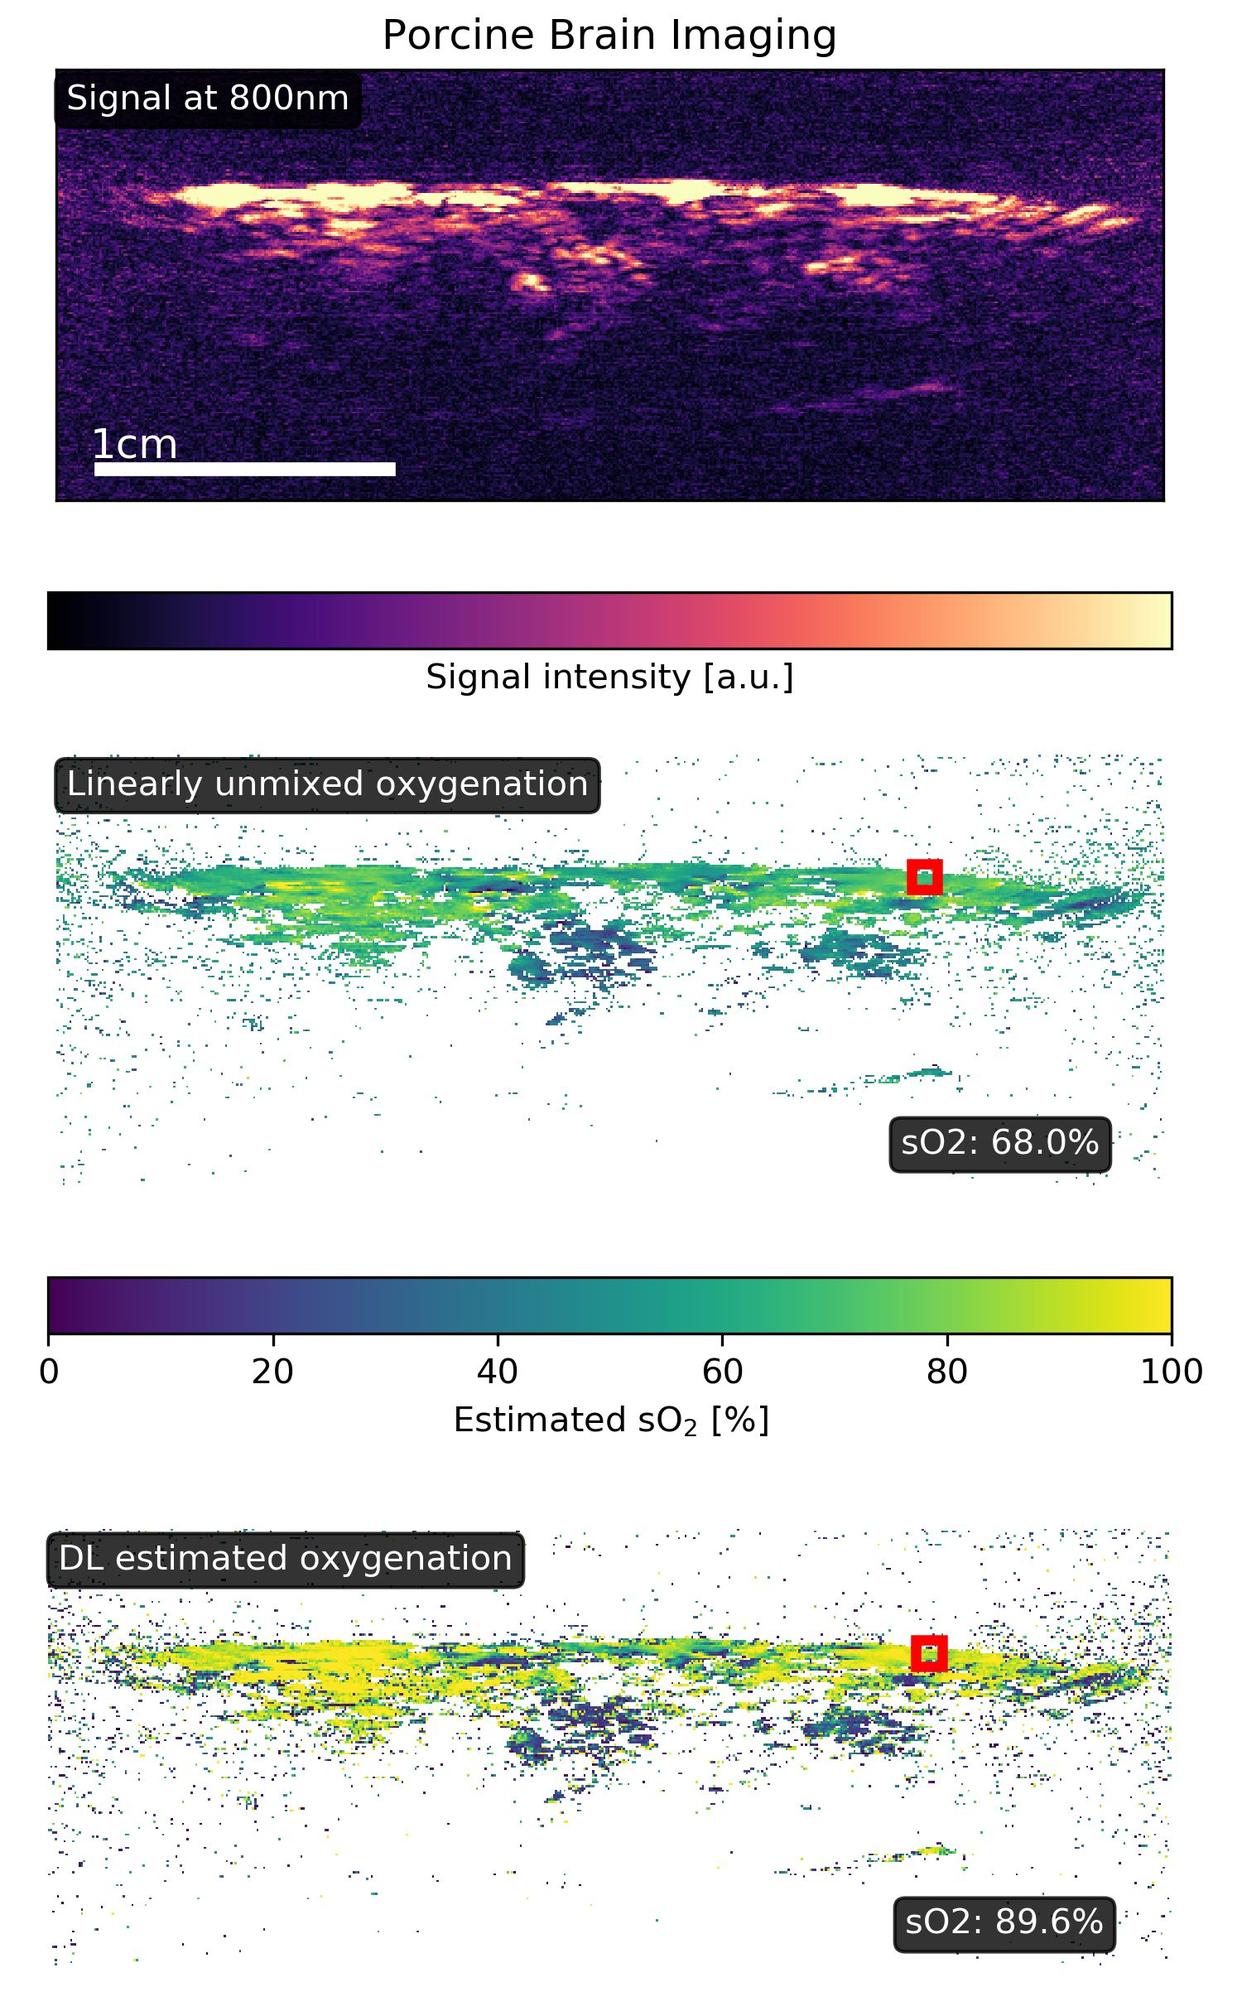 Porcine Brain Imaging
Signal at 800nm
1cm
Signal intensity [a.u.]
Linearly unmixed oxygenation
sO2: 68.0%
0 20 40 60 80 100
Estimated sO₂ [%]
DL estimated oxygenation
sO2: 89.6%